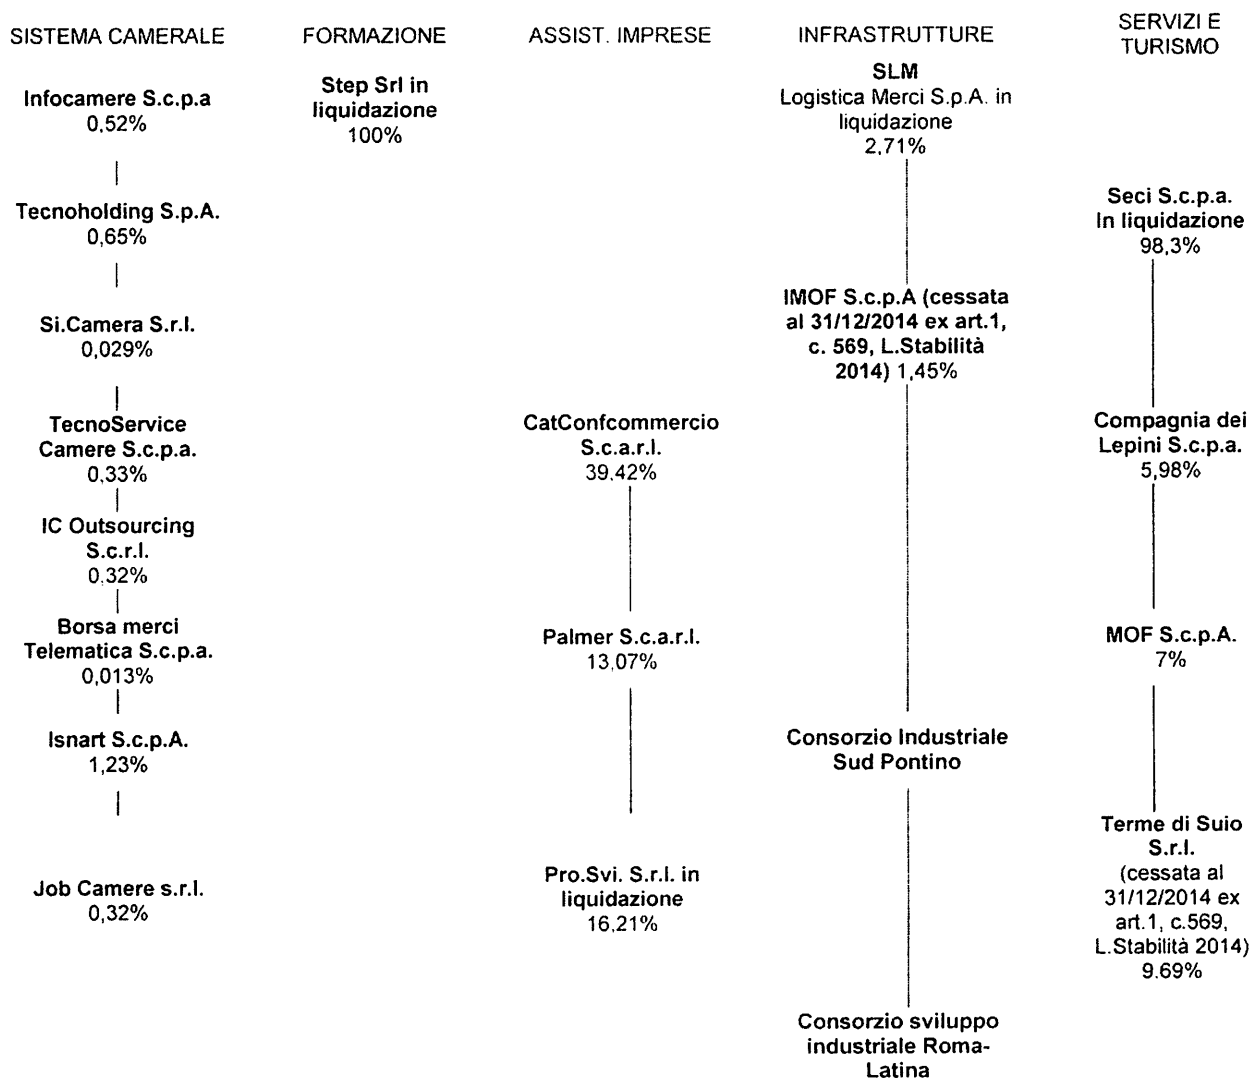 SISTEMA CAMERALE
Infocamere S.c.p.a
0,52%
Tecnoholding S.p.A.
0,65%
Si.Camera S.r.l.
0,029%
TecnoService
Camere S.c.p.a.
0,33%
IC Outsourcing
S.c.r.l.
0,32%
Borsa merci
Telematica S.c.p.a.
0,013%
Isnart S.c.p.A.
1,23%
Job Camere s.r.l.
0,32%
FORMAZIONE
Step Srl in
liquidazione
100%
ASSIST. IMPRESE
CatConfcommercio
S.c.a.r.l.
39,42%
Palmer S.c.a.r.l.
13,07%
Pro.Svi. S.r.l. in
liquidazione
16,21%
INFRASTRUTTURE
SLM
Logistica Merci S.p.A. in
liquidazione
2,71%
IMOF S.c.p.A (cessata
al 31/12/2014 ex art.1,
c. 569, L.Stabilità
2014) 1,45%
Consorzio Industriale
Sud Pontino
Consorzio sviluppo
industriale Roma-
Latina
SERVIZI E
TURISMO
Seci S.c.p.a.
In liquidazione
98,3%
Compagnia dei
Lepini S.c.p.a.
5,98%
MOF S.c.p.A.
7%
Terme di Suio
S.r.l.
(cessata al
31/12/2014 ex
art.1, c.569,
L.Stabilità 2014)
9.69%